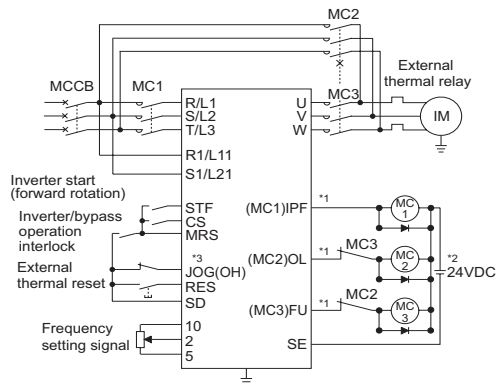 MC2
External
thermal relay
MCCB
MC1
MC3
R/L1
S/L2
T/L3
U
V
W
IM
R1/L11
S1/L21
Inverter start
(forward rotation)
Inverter/bypass
operation
interlock
External
thermal reset
STF
CS
MRS
*3
JOG(OH)
RES
SD
Frequency
setting signal
10
2
5
(MC1)IPF
*1
MC
1
(MC2)OL
*1
MC3
MC
2
*2
24VDC
(MC3)FU
*1
MC2
MC
3
SE